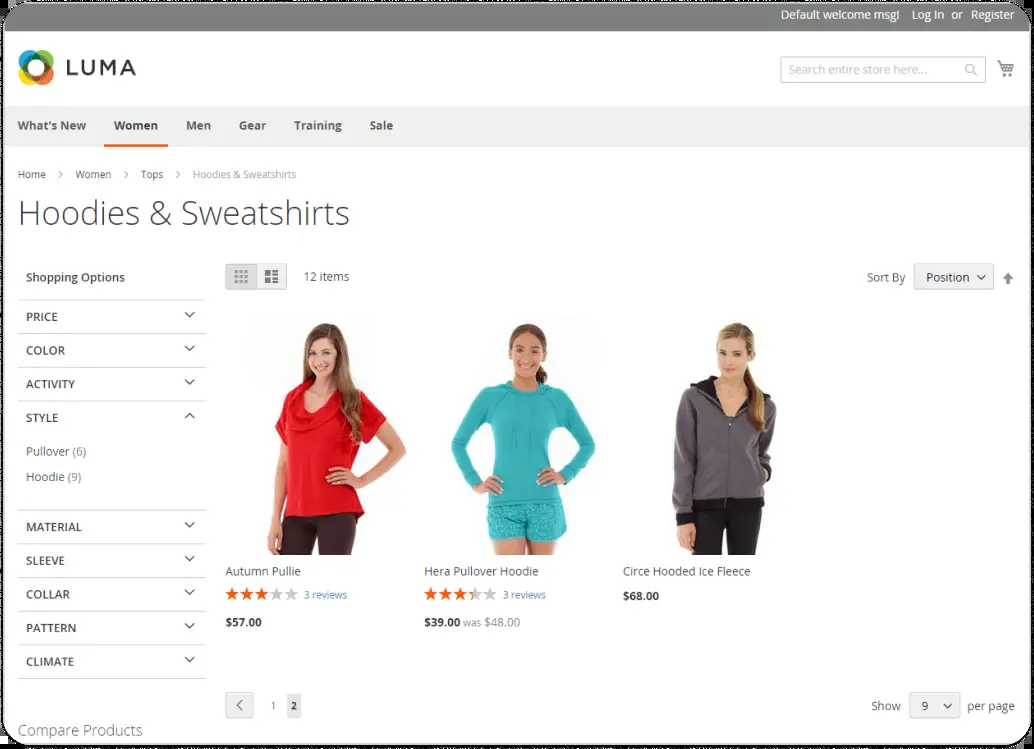 Default welcome msg! Log In or Register
LUMA
Search entire store here...
What's New Women Men Gear Training Sale
Home > Women > Tops > Hoodies & Sweatshirts
Hoodies & Sweatshirts
Shopping Options
12 items
Sort By Position
PRICE
COLOR
ACTIVITY
STYLE
Pullover (6)
Hoodie (9)
MATERIAL
SLEEVE
COLLAR
PATTERN
CLIMATE
Autumn Pullie
3 reviews
$57.00
Hera Pullover Hoodie
3 reviews
$39.00 was $48.00
Circe Hooded Ice Fleece
$68.00
1 2
Show 9 per page
Compare Products